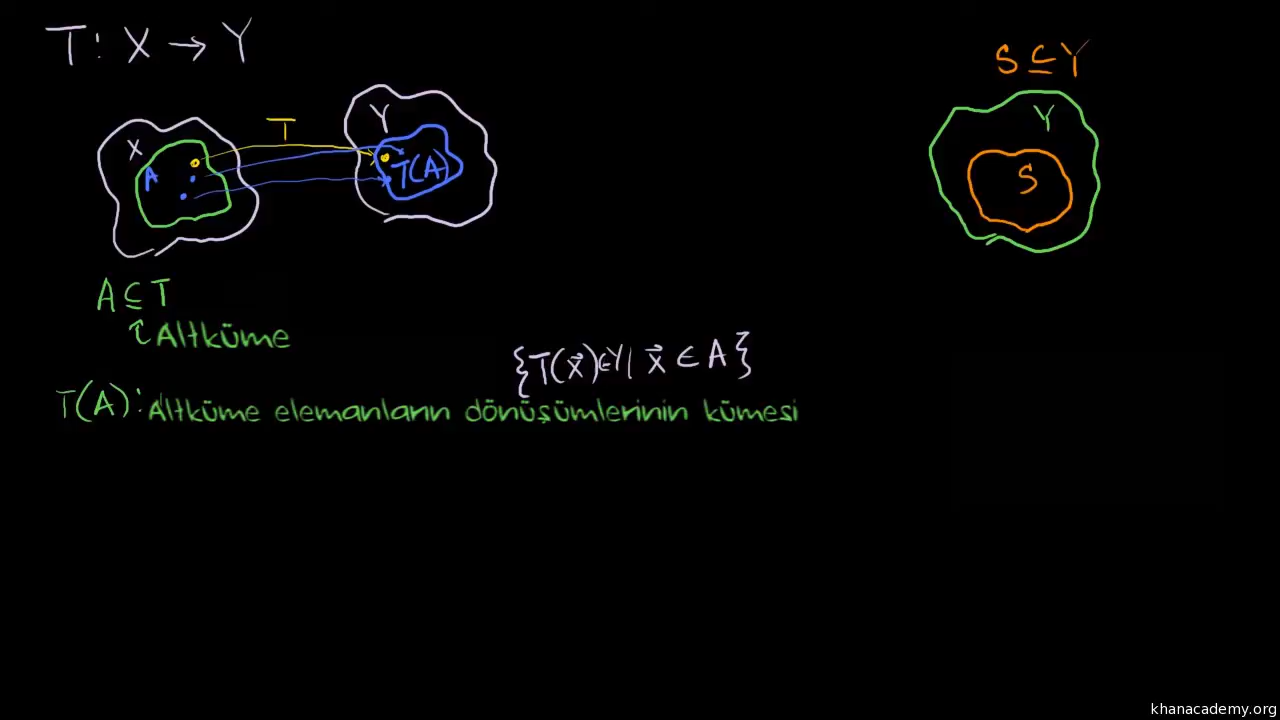 T: X → Y
S ⊆ Y
T
X
A
Y
T(A)
Y
S
A ⊆ T
Altküme
{T(x⃗) ∈ Y | x⃗ ∈ A}
T(A): Altküme elemanların dönüşümlerinin kümesi
khanacademy.org